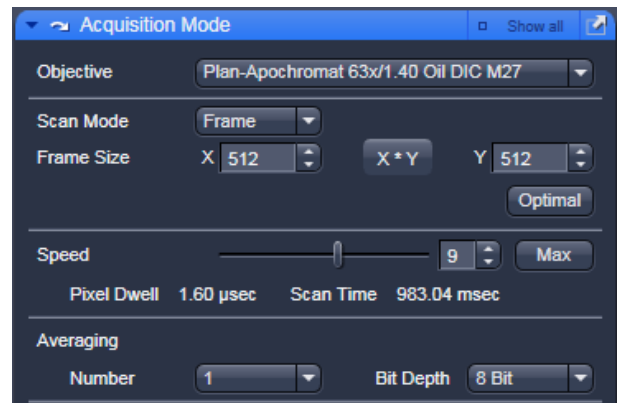 Acquisition Mode Show all
Objective Plan-Apochromat 63x/1.40 Oil DIC M27
Scan Mode Frame
Frame Size X 512 X * Y Y 512
Optimal
Speed 9 Max
Pixel Dwell 1.60 µsec Scan Time 983.04 msec
Averaging
Number 1 Bit Depth 8 Bit